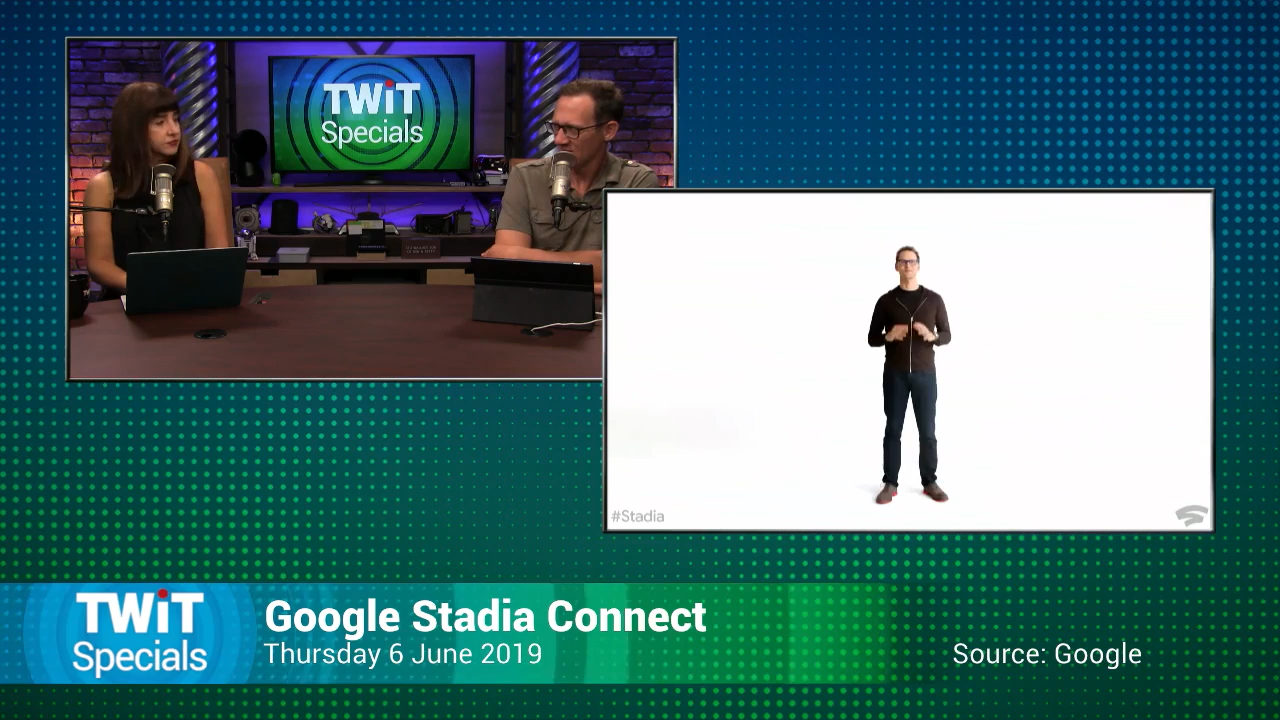 TWiT
Specials
#Stadia
TWiT
Specials
Google Stadia Connect
Thursday 6 June 2019
Source: Google